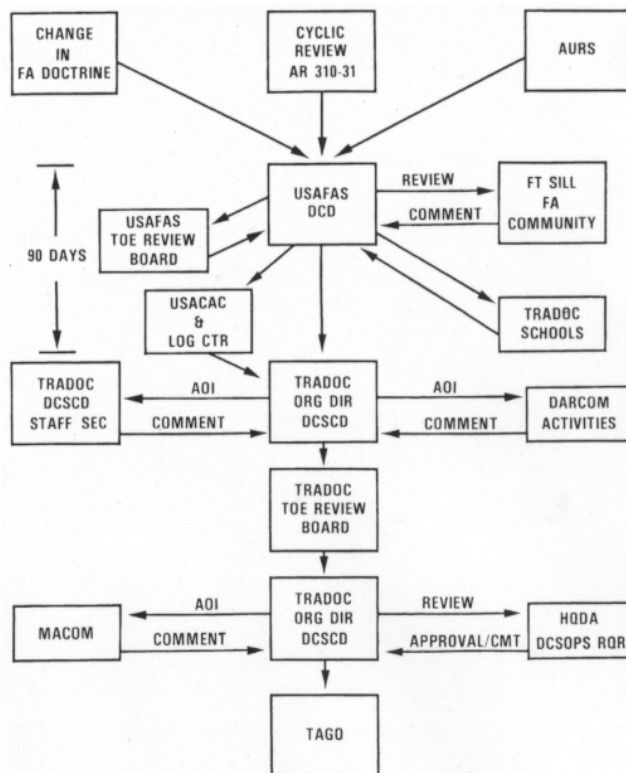 CHANGE
IN
FA DOCTRINE
CYCLIC
REVIEW
AR 310-31
AURS
USAFAS
DCD
REVIEW
COMMENT
FT SILL
FA
COMMUNITY
USAFAS
TOE REVIEW
BOARD
90 DAYS
USACAC
&
LOG CTR
TRADOC
SCHOOLS
TRADOC
DCSCD
STAFF SEC
AOI
COMMENT
TRADOC
ORG DIR
DCSCD
AOI
COMMENT
DARCOM
ACTIVITIES
TRADOC
TOE REVIEW
BOARD
MACOM
AOI
COMMENT
TRADOC
ORG DIR
DCSCD
REVIEW
APPROVAL/CMT
HQDA
DCSOPS RQR
TAGO